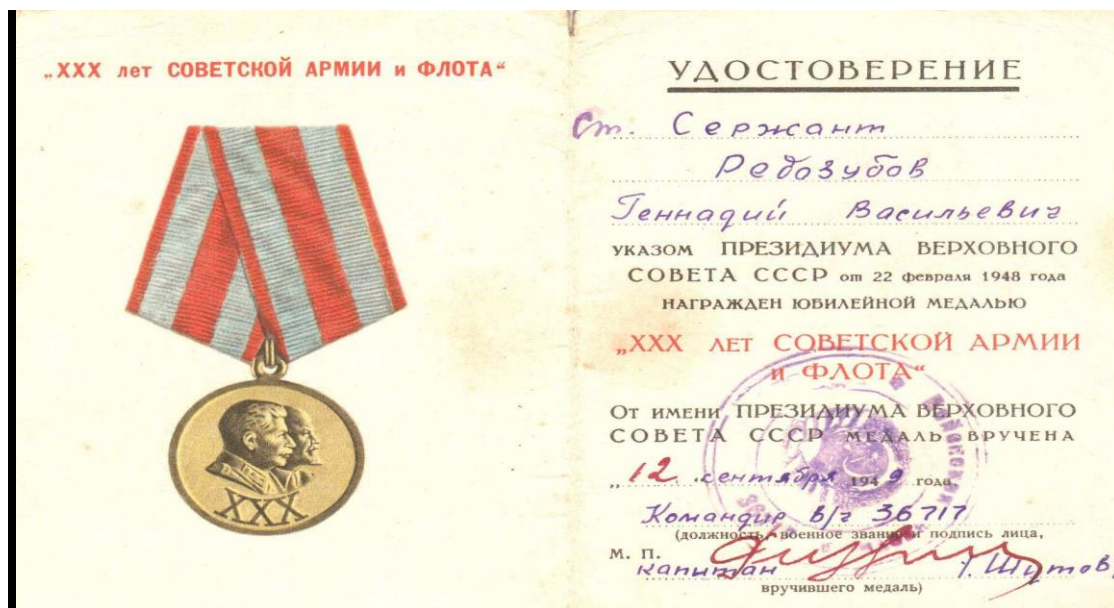 „XXX лет СОВЕТСКОЙ АРМИИ и ФЛОТА“
XXX
УДОСТОВЕРЕНИЕ
Ст. Сержант
Редозубов
Геннадий Васильевич
УКАЗОМ ПРЕЗИДИУМА ВЕРХОВНОГО
СОВЕТА СССР от 22 февраля 1948 года
НАГРАЖДЕН ЮБИЛЕЙНОЙ МЕДАЛЬЮ
„XXX ЛЕТ СОВЕТСКОЙ АРМИИ
И ФЛОТА“
ОТ ИМЕНИ ПРЕЗИДИУМА ВЕРХОВНОГО
СОВЕТА СССР МЕДАЛЬ ВРУЧЕНА
„12. сентября 1949 года,
Командир в/г 36717
(должность, военное звание и подпись лица,
М. П.
капитан Шутов
вручившего медаль)